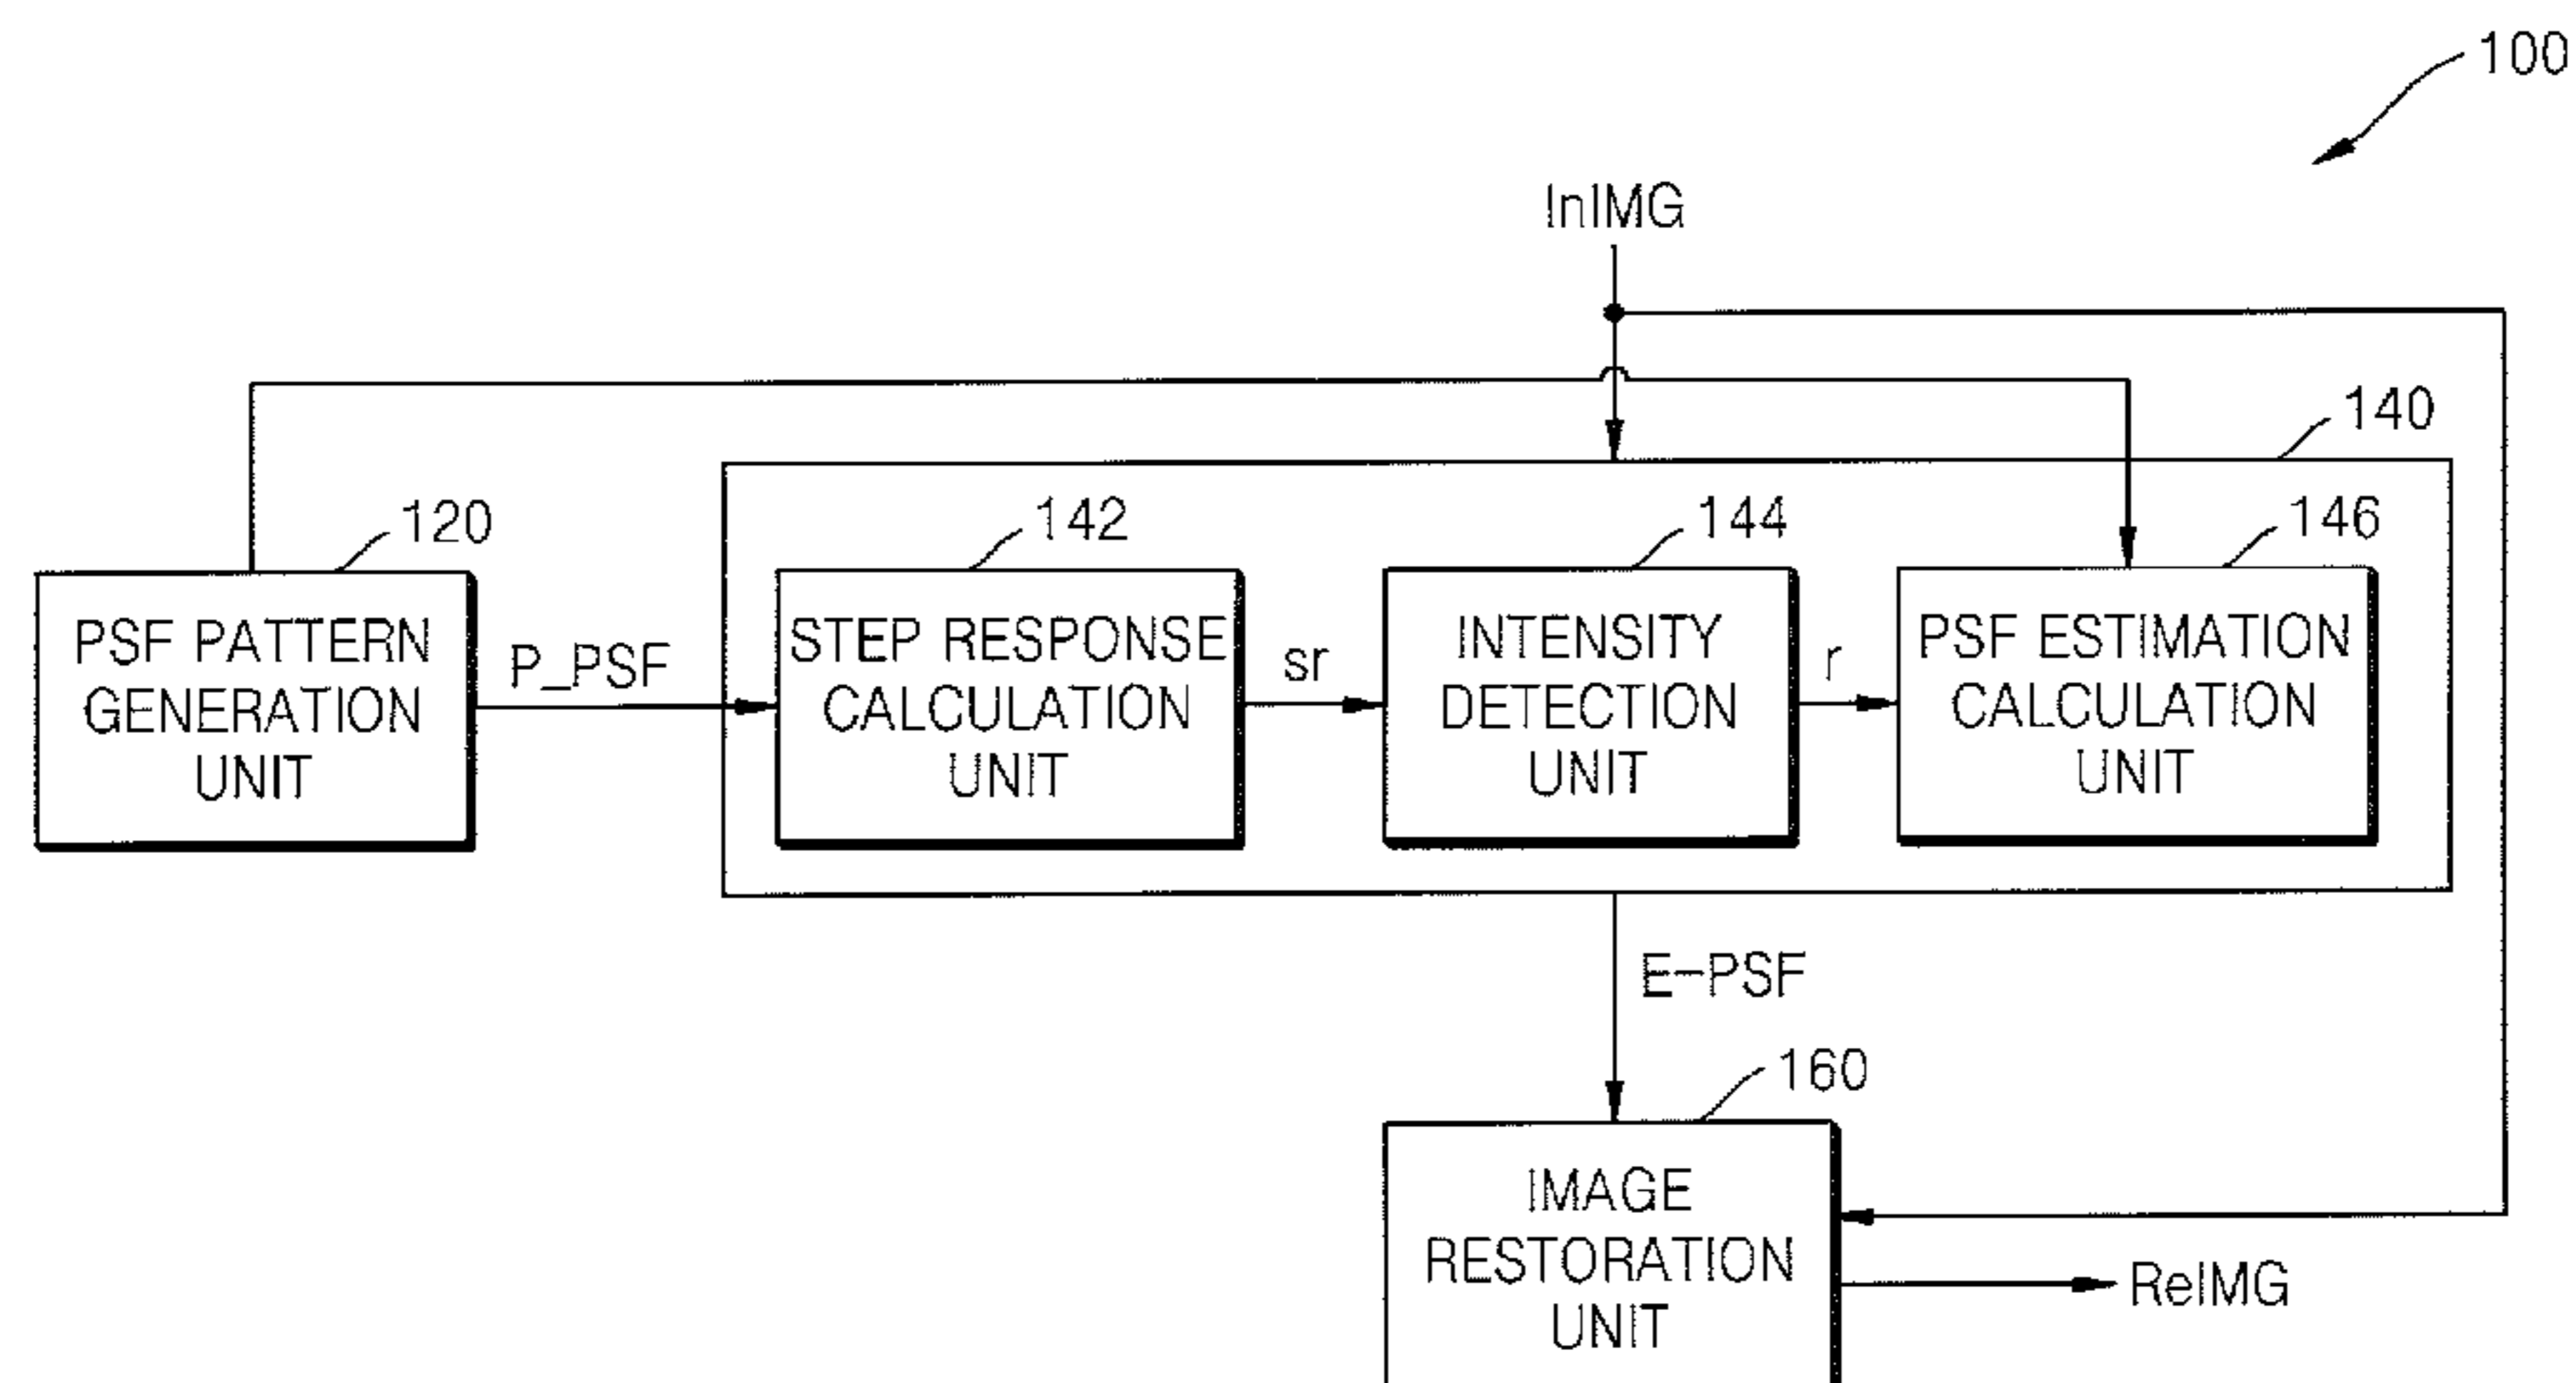 100
InIMG
140
120
142
144
146
PSF PATTERN
GENERATION
UNIT
P_PSF
STEP RESPONSE
CALCULATION
UNIT
sr
INTENSITY
DETECTION
UNIT
r
PSF ESTIMATION
CALCULATION
UNIT
E-PSF
160
IMAGE
RESTORATION
UNIT
ReIMG